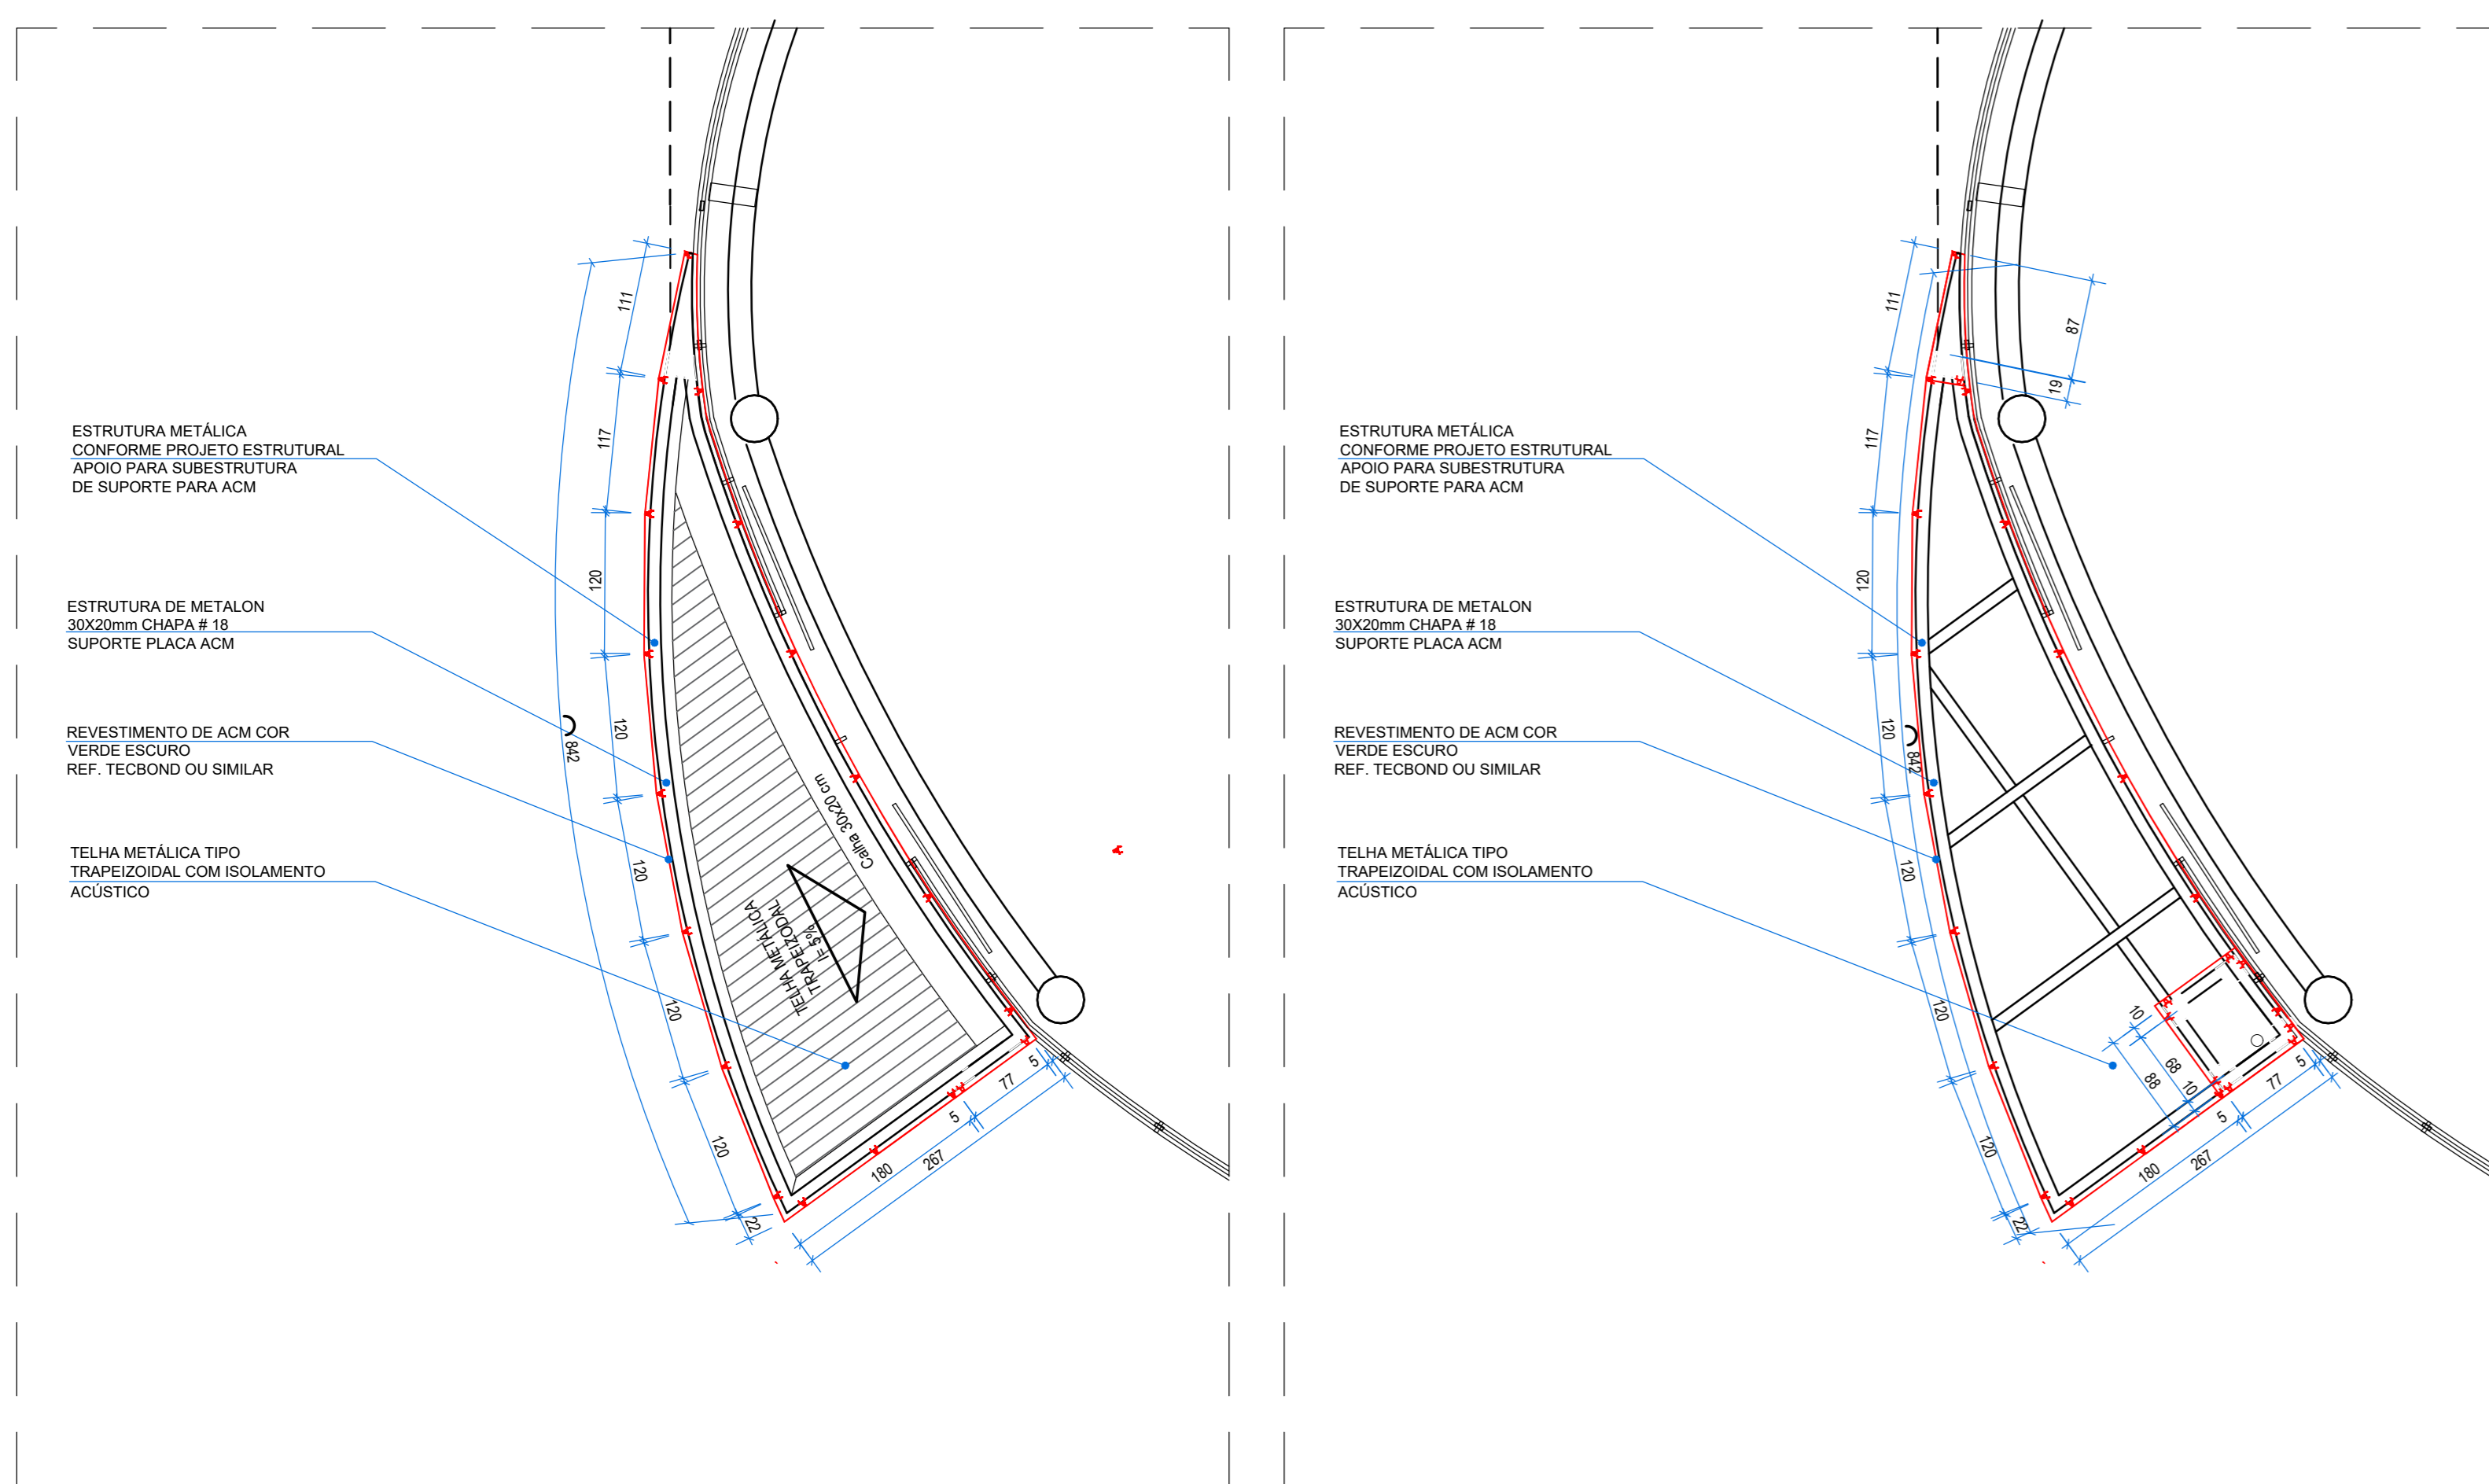 ESTRUTURA METÁLICA
CONFORME PROJETO ESTRUTURAL
APOIO PARA SUBESTRUTURA
DE SUPORTE PARA ACM
ESTRUTURA DE METALON
30X20mm CHAPA # 18
SUPORTE PLACA ACM
REVESTIMENTO DE ACM COR
VERDE ESCURO
REF. TECBOND OU SIMILAR
TELHA METÁLICA TIPO
TRAPEIZOIDAL COM ISOLAMENTO
ACÚSTICO
111
117
120
120
120
120
120
22
842
Calha 30x20 cm
TELHA METALICA
TRAPEIZODAL
I=5%
5
77
5
180
267
ESTRUTURA METÁLICA
CONFORME PROJETO ESTRUTURAL
APOIO PARA SUBESTRUTURA
DE SUPORTE PARA ACM
ESTRUTURA DE METALON
30X20mm CHAPA # 18
SUPORTE PLACA ACM
REVESTIMENTO DE ACM COR
VERDE ESCURO
REF. TECBOND OU SIMILAR
TELHA METÁLICA TIPO
TRAPEIZOIDAL COM ISOLAMENTO
ACÚSTICO
111
87
19
117
120
120
120
120
120
22
842
10
68
88
10
5
77
5
180
267